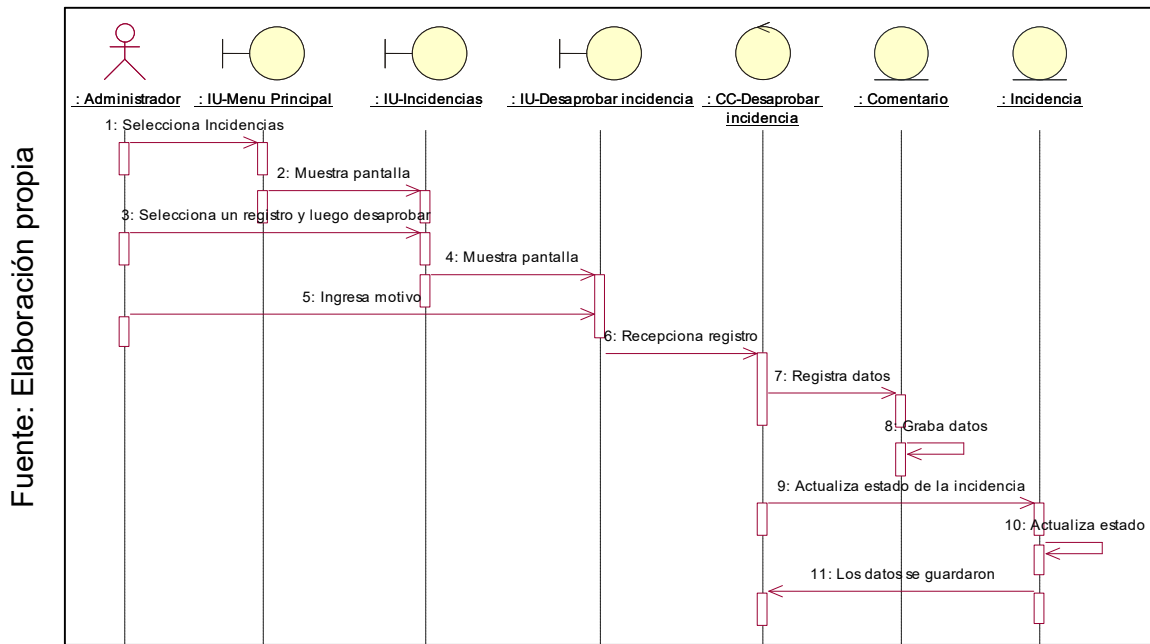 Fuente: Elaboración propia
: Administrador
: IU-Menu Principal
: IU-Incidencias
: IU-Desaprobar incidencia
: CC-Desaprobar
incidencia
: Comentario
: Incidencia
1: Selecciona Incidencias
2: Muestra pantalla
3: Selecciona un registro y luego desaprobar
4: Muestra pantalla
5: Ingresa motivo
6: Recepciona registro
7: Registra datos
8: Graba datos
9: Actualiza estado de la incidencia
10: Actualiza estado
11: Los datos se guardaron